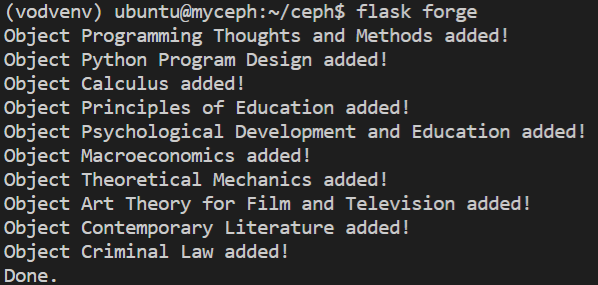 (vodvenv) ubuntu@myceph:~/ceph$ flask forge
Object Programming Thoughts and Methods added!
Object Python Program Design added!
Object Calculus added!
Object Principles of Education added!
Object Psychological Development and Education added!
Object Macroeconomics added!
Object Theoretical Mechanics added!
Object Art Theory for Film and Television added!
Object Contemporary Literature added!
Object Criminal Law added!
Done.